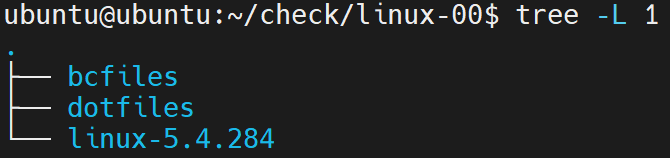 ubuntu@ubuntu:~/check/linux-00$ tree -L 1
.
├── bcfiles
├── dotfiles
└── linux-5.4.284